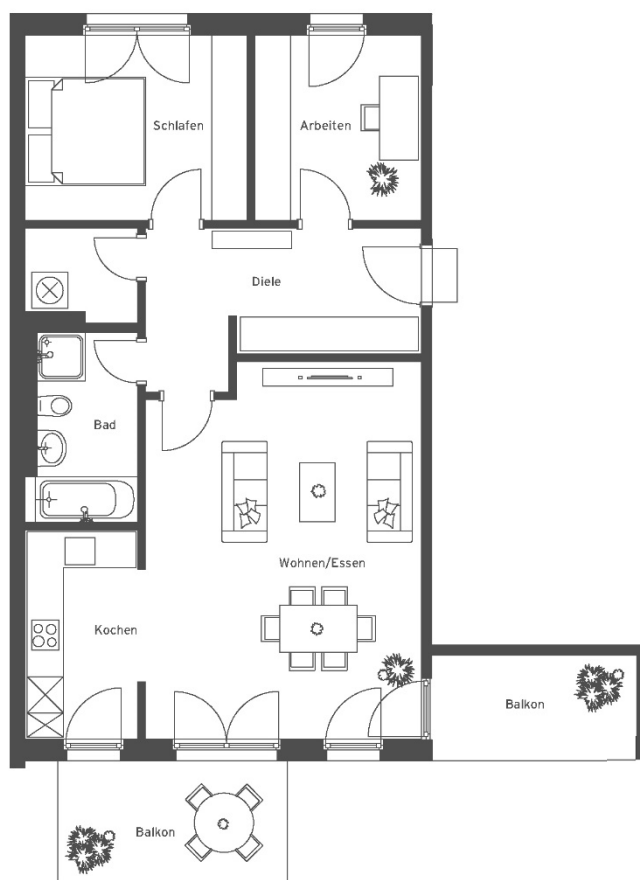 Schlafen
Arbeiten
Diele
Bad
Wohnen/Essen
Kochen
Balkon
Balkon